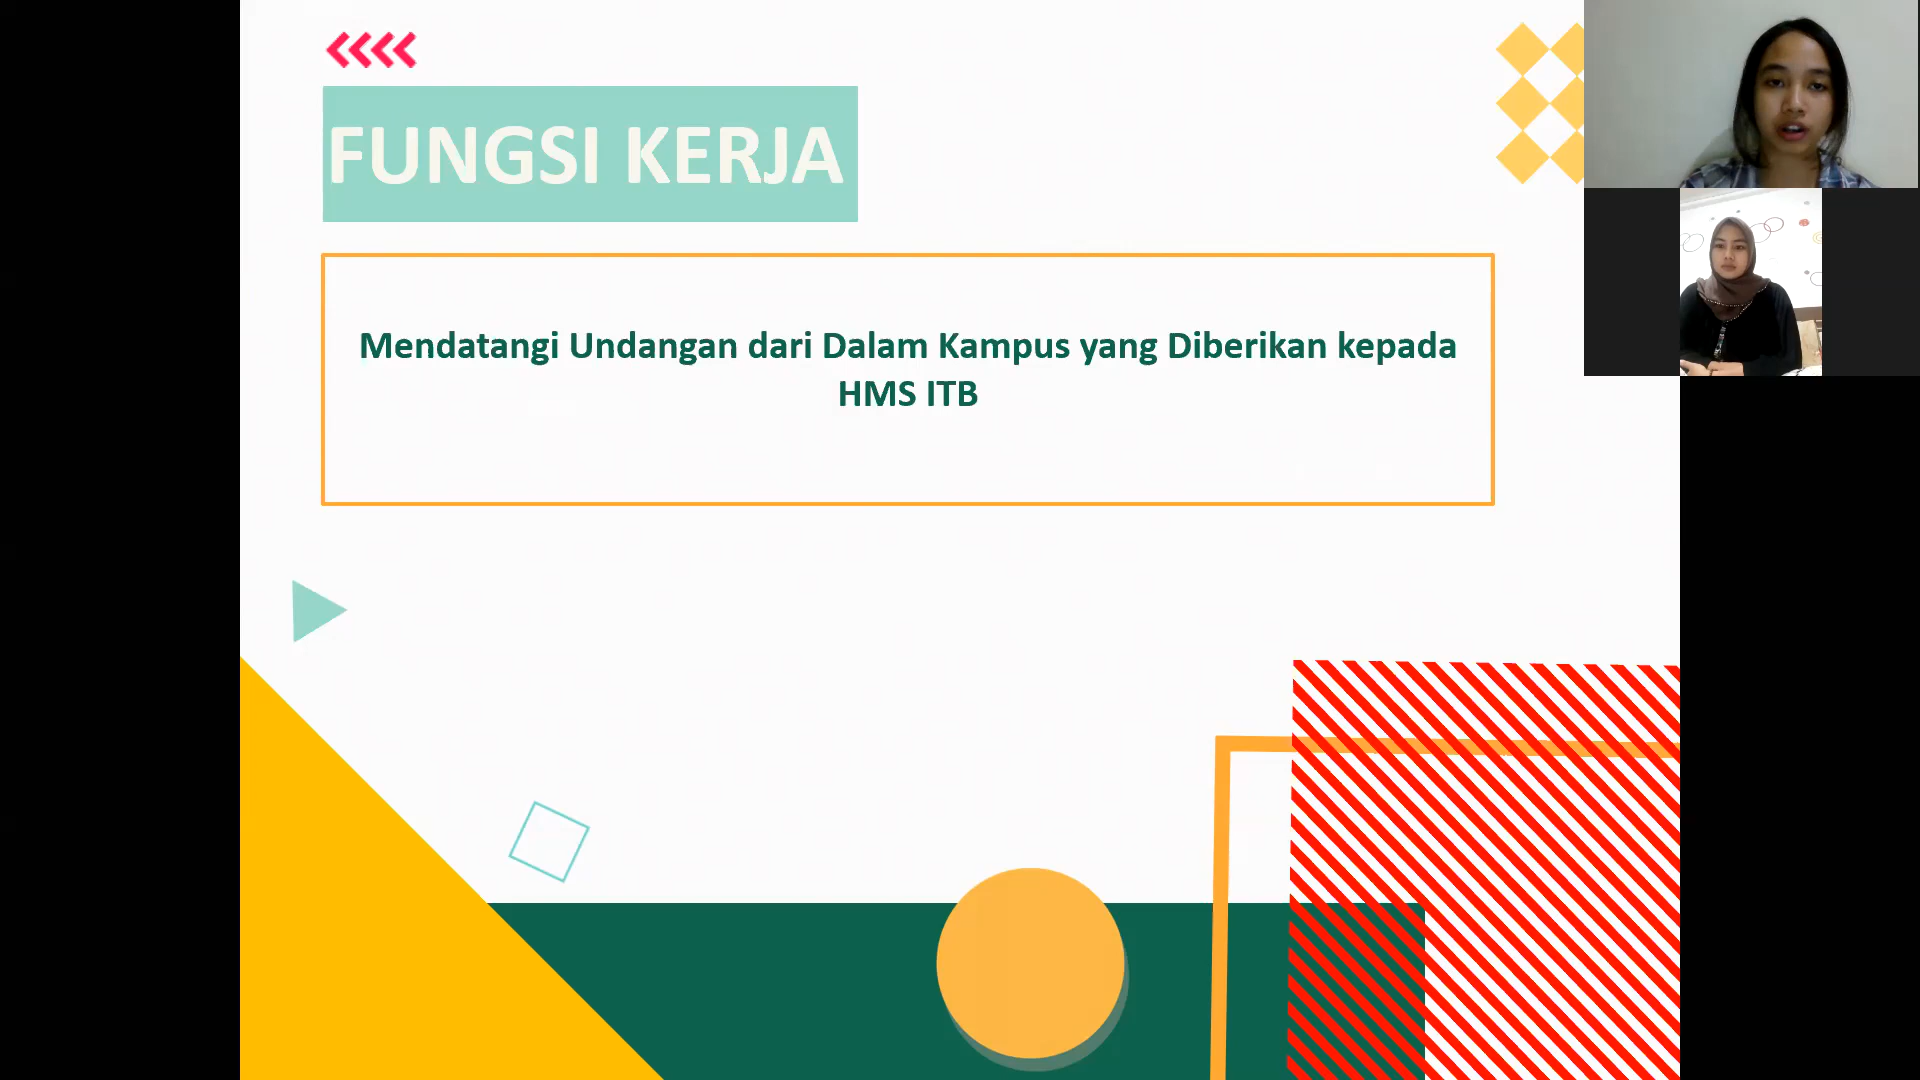 FUNGSI KERJA
Mendatangi Undangan dari Dalam Kampus yang Diberikan kepada
HMS ITB